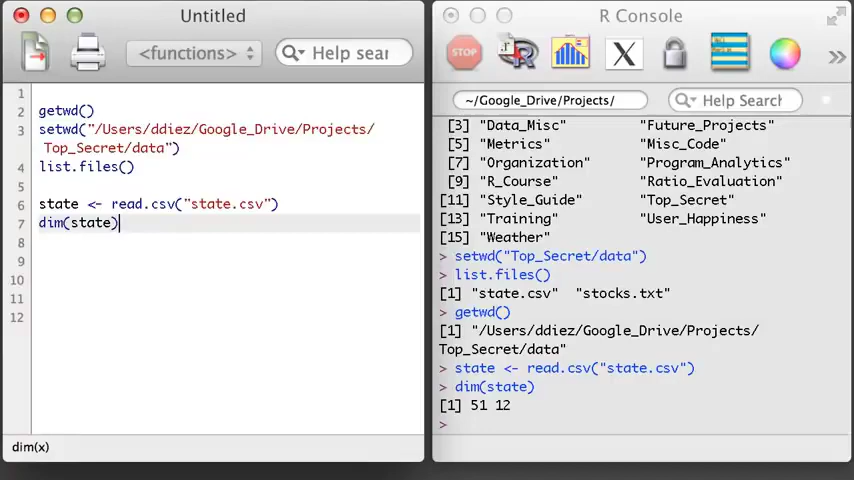 Untitled
<functions>
Help sear
1
2 getwd()
3 setwd("/Users/ddiez/Google_Drive/Projects/
Top_Secret/data")
4 list.files()
5
6 state <- read.csv("state.csv")
7 dim(state)
8
9
10
11
12
dim(x)
R Console
STOP
R
X
~/Google_Drive/Projects/
Help Search
[3] "Data_Misc" "Future_Projects"
[5] "Metrics" "Misc_Code"
[7] "Organization" "Program_Analytics"
[9] "R_Course" "Ratio_Evaluation"
[11] "Style_Guide" "Top_Secret"
[13] "Training" "User_Happiness"
[15] "Weather"
> setwd("Top_Secret/data")
> list.files()
[1] "state.csv" "stocks.txt"
> getwd()
[1] "/Users/ddiez/Google_Drive/Projects/
Top_Secret/data"
> state <- read.csv("state.csv")
> dim(state)
[1] 51 12
>